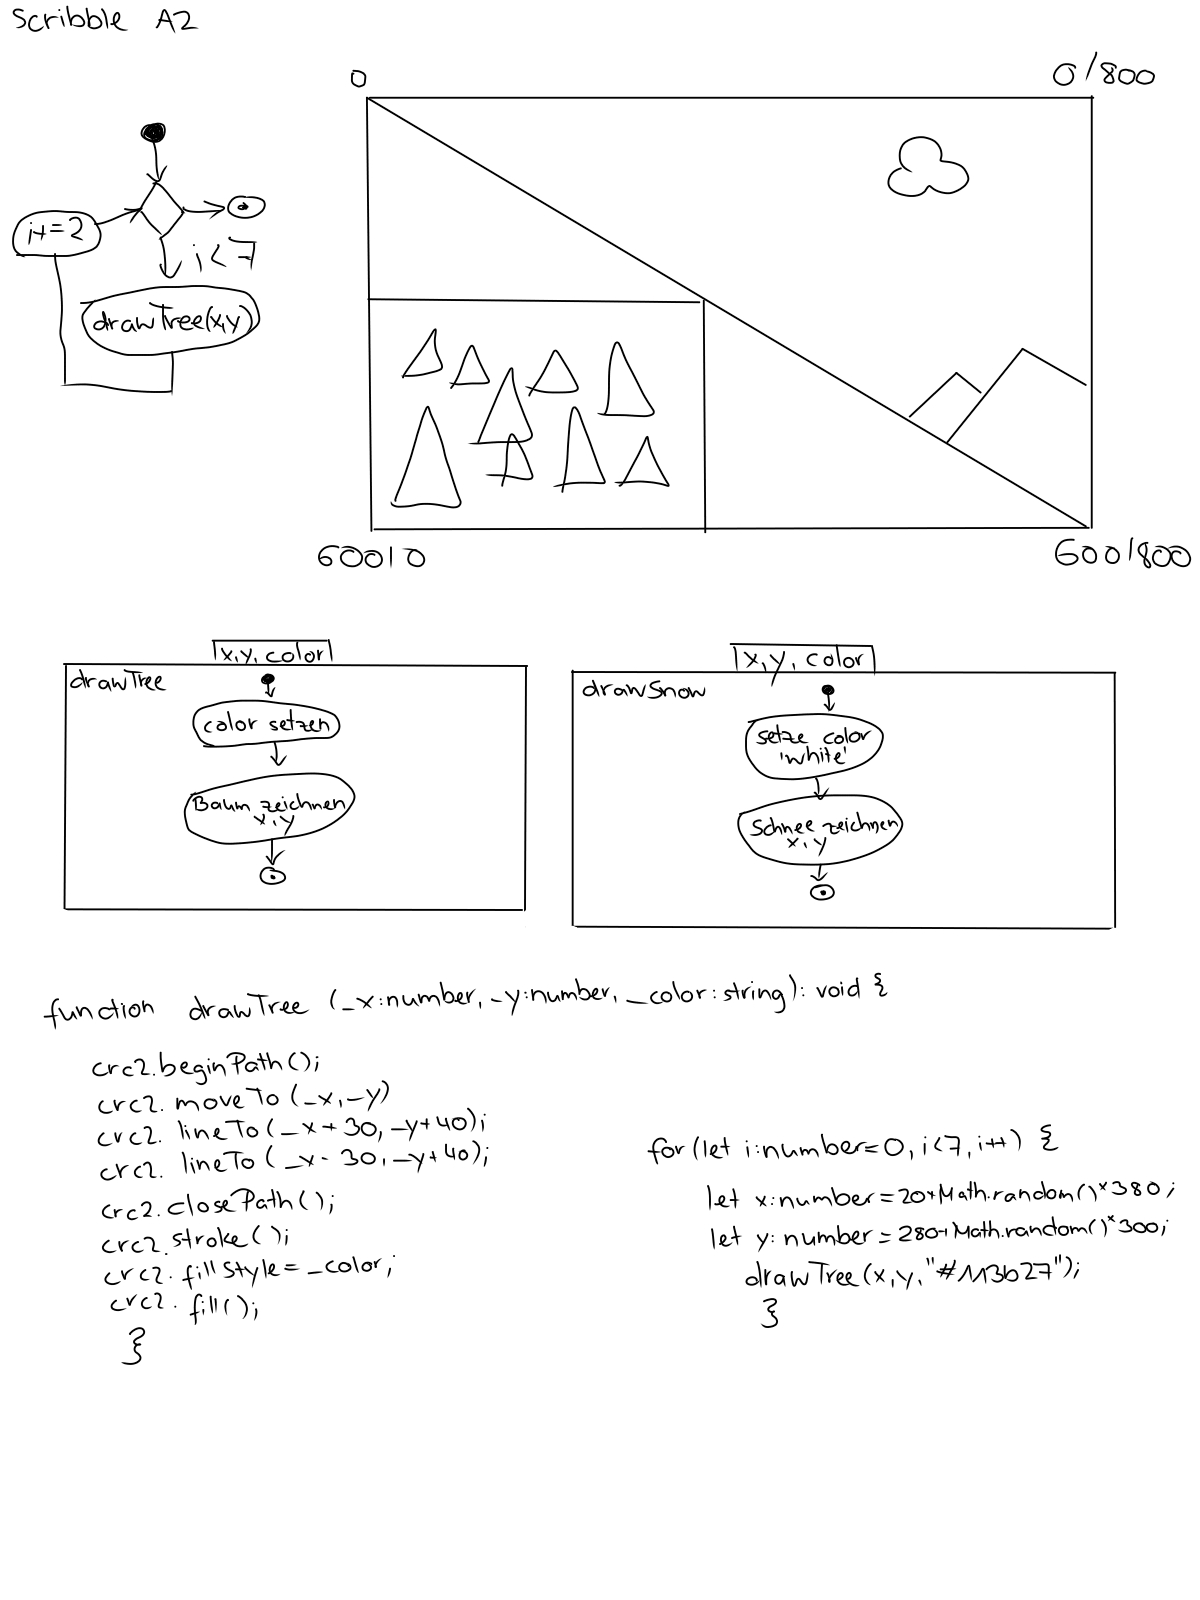 Scribble A2
0
0/800
i+=2
i<7
drawTree(x,y)
600/0
600/800
x,y, color
drawTree
color setzen
Baum zeichnen
x,y
x,y, color
drawSnow
setze color
'white'
Schnee zeichnen
x,y
function drawTree (_x:number, _y:number, _color:string): void {
crc2.beginPath();
crc2.moveTo(_x,_y)
crc2.lineTo(_x+30, _y+40);
crc2.lineTo(_x-30, _y+40);
crc2.closePath();
crc2.stroke();
crc2.fillStyle=_color;
crc2.fill();
}
for(let i:number=0, i<7, i++) {
let x:number=20+Math.random()*380;
let y:number=280+Math.random()*300;
drawTree(x,y,"#113b27");
}